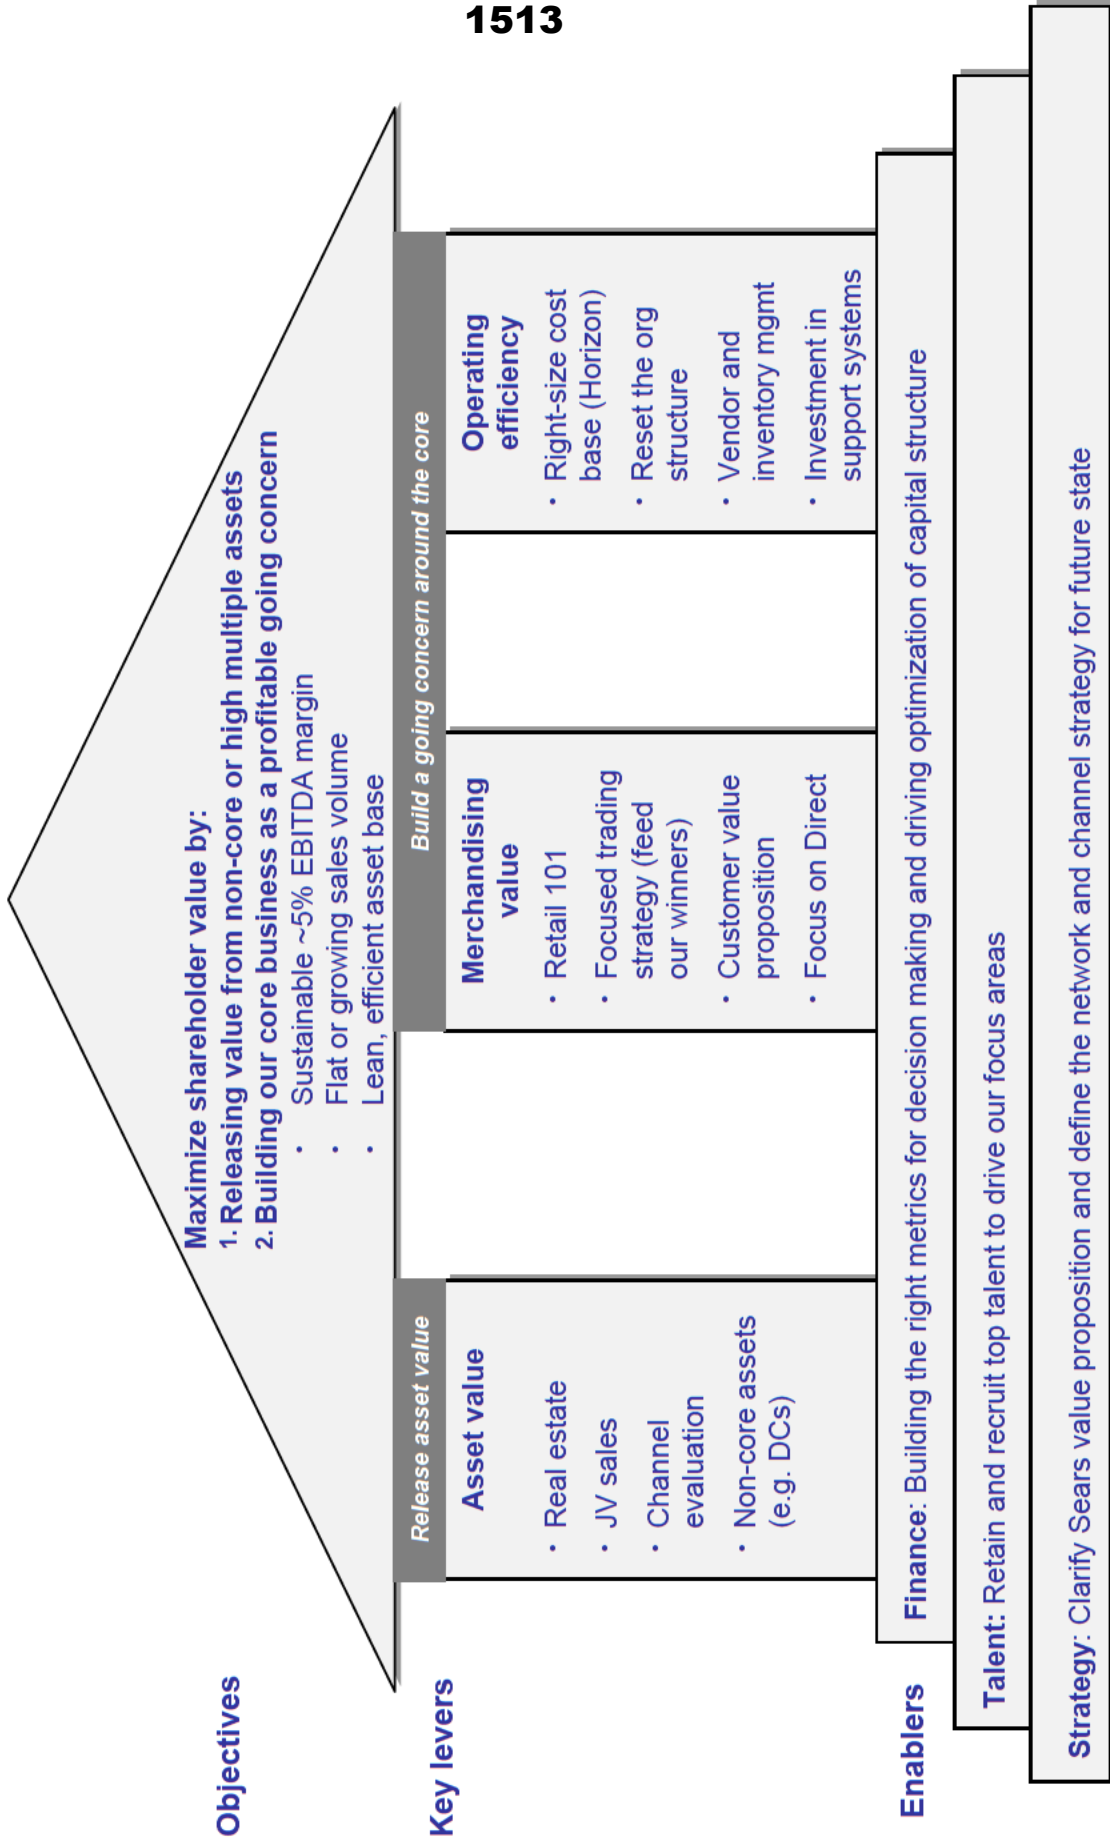 1513
Objectives
Maximize shareholder value by:
1. Releasing value from non-core or high multiple assets
2. Building our core business as a profitable going concern
• Sustainable ~5% EBITDA margin
• Flat or growing sales volume
• Lean, efficient asset base
Key levers
Release asset value
Build a going concern around the core
Asset value
• Real estate
• JV sales
• Channel
evaluation
• Non-core assets
(e.g. DCs)
Merchandising
value
• Retail 101
• Focused trading
strategy (feed
our winners)
• Customer value
proposition
• Focus on Direct
Operating
efficiency
• Right-size cost
base (Horizon)
• Reset the org
structure
• Vendor and
inventory mgmt
• Investment in
support systems
Enablers
Finance: Building the right metrics for decision making and driving optimization of capital structure
Talent: Retain and recruit top talent to drive our focus areas
Strategy: Clarify Sears value proposition and define the network and channel strategy for future state